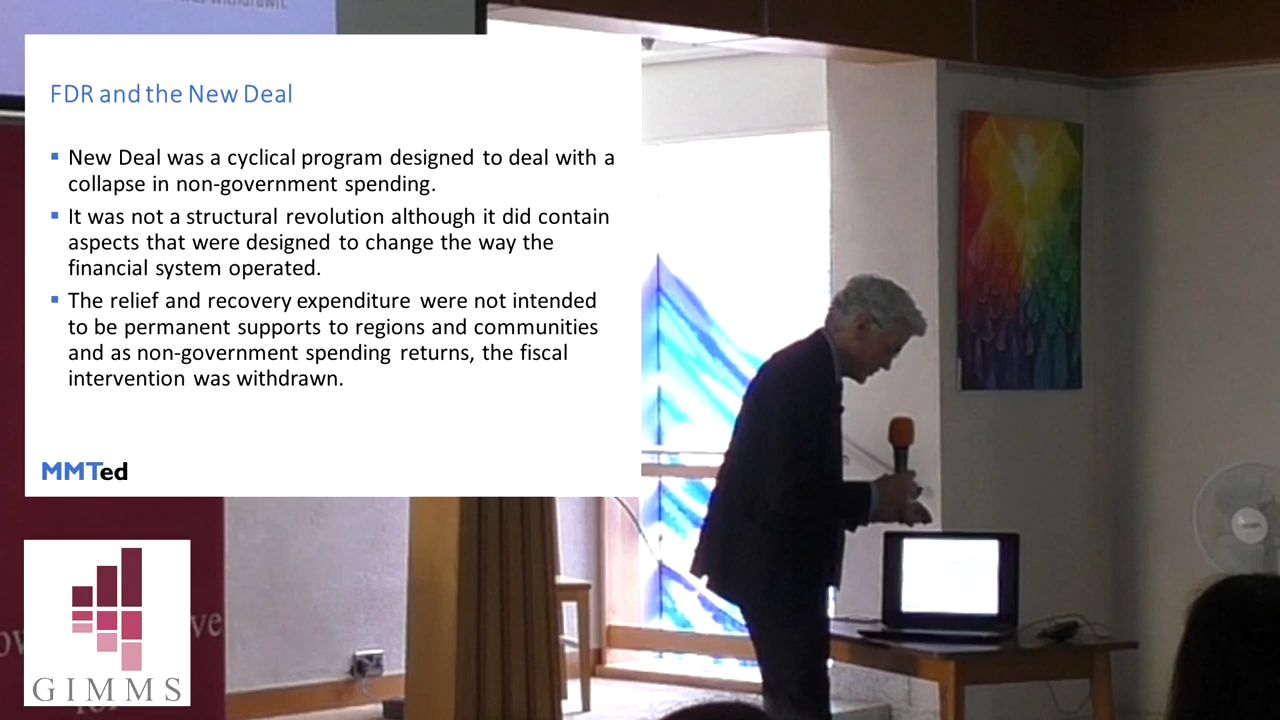 FDR and the New Deal
New Deal was a cyclical program designed to deal with a
collapse in non-government spending.
It was not a structural revolution although it did contain
aspects that were designed to change the way the
financial system operated.
The relief and recovery expenditure were not intended
to be permanent supports to regions and communities
and as non-government spending returns, the fiscal
intervention was withdrawn.
MMTed
GIMMS